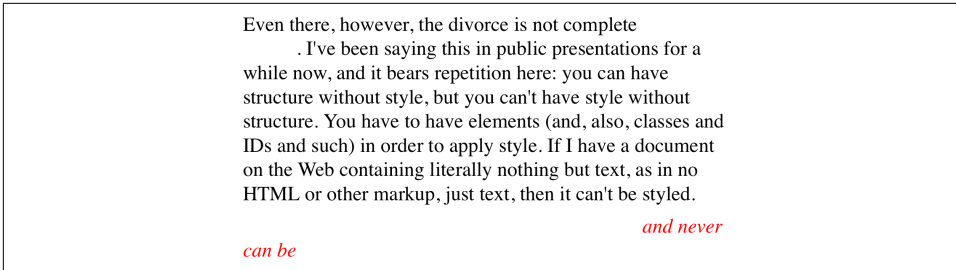 Even there, however, the divorce is not complete
. I've been saying this in public presentations for a
while now, and it bears repetition here: you can have
structure without style, but you can't have style without
structure. You have to have elements (and, also, classes and
IDs and such) in order to apply style. If I have a document
on the Web containing literally nothing but text, as in no
HTML or other markup, just text, then it can't be styled.
and never
can be